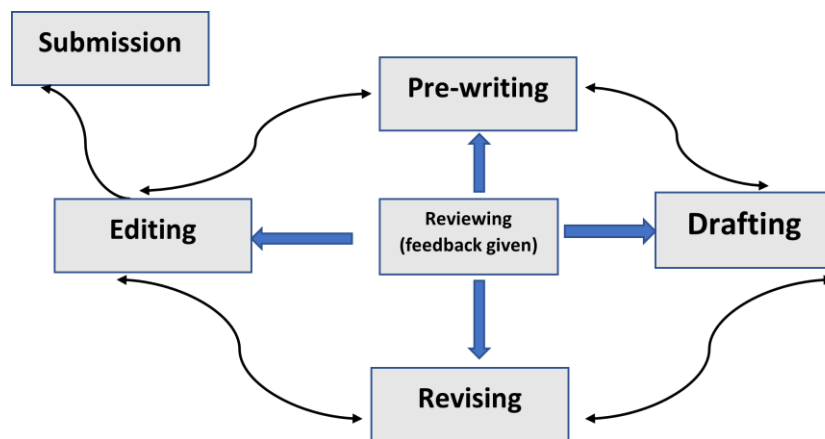 Submission
Pre-writing
Editing
Reviewing
(feedback given)
Drafting
Revising